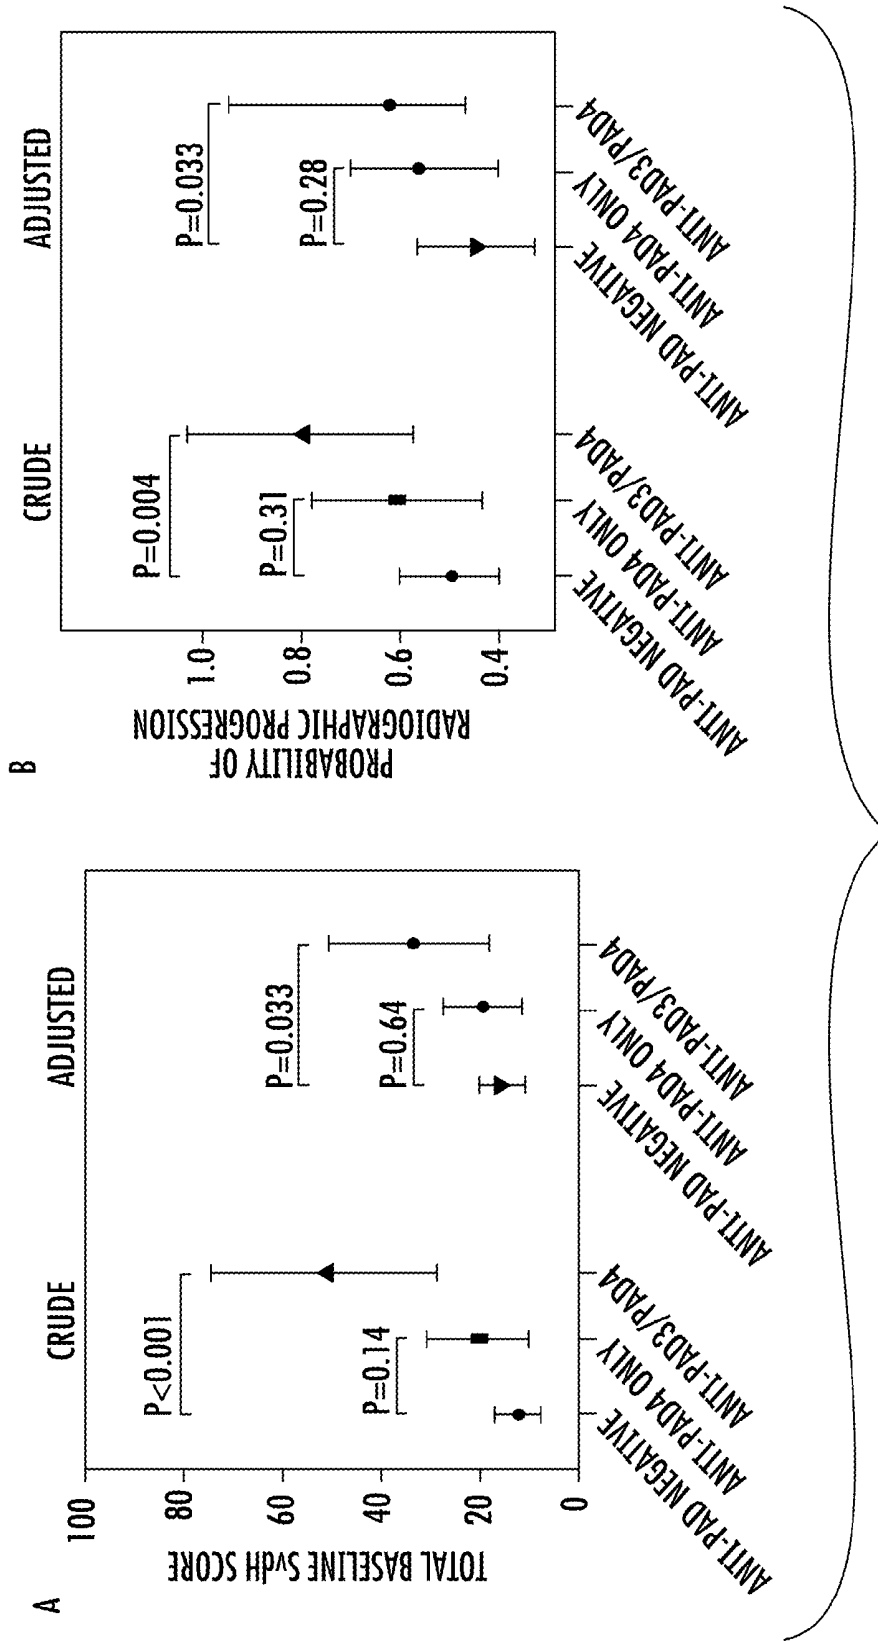 A
CRUDE
ADJUSTED
TOTAL BASELINE SvdH SCORE
100
80
60
40
20
0
P<0.001
P=0.14
P=0.033
P=0.64
ANTI-PAD NEGATIVE
ANTI-PAD4 ONLY
ANTI-PAD3/PAD4
ANTI-PAD NEGATIVE
ANTI-PAD4 ONLY
ANTI-PAD3/PAD4
B
CRUDE
ADJUSTED
PROBABILITY OF
RADIOGRAPHIC PROGRESSION
1.0
0.8
0.6
0.4
P=0.004
P=0.31
P=0.033
P=0.28
ANTI-PAD NEGATIVE
ANTI-PAD4 ONLY
ANTI-PAD3/PAD4
ANTI-PAD NEGATIVE
ANTI-PAD4 ONLY
ANTI-PAD3/PAD4